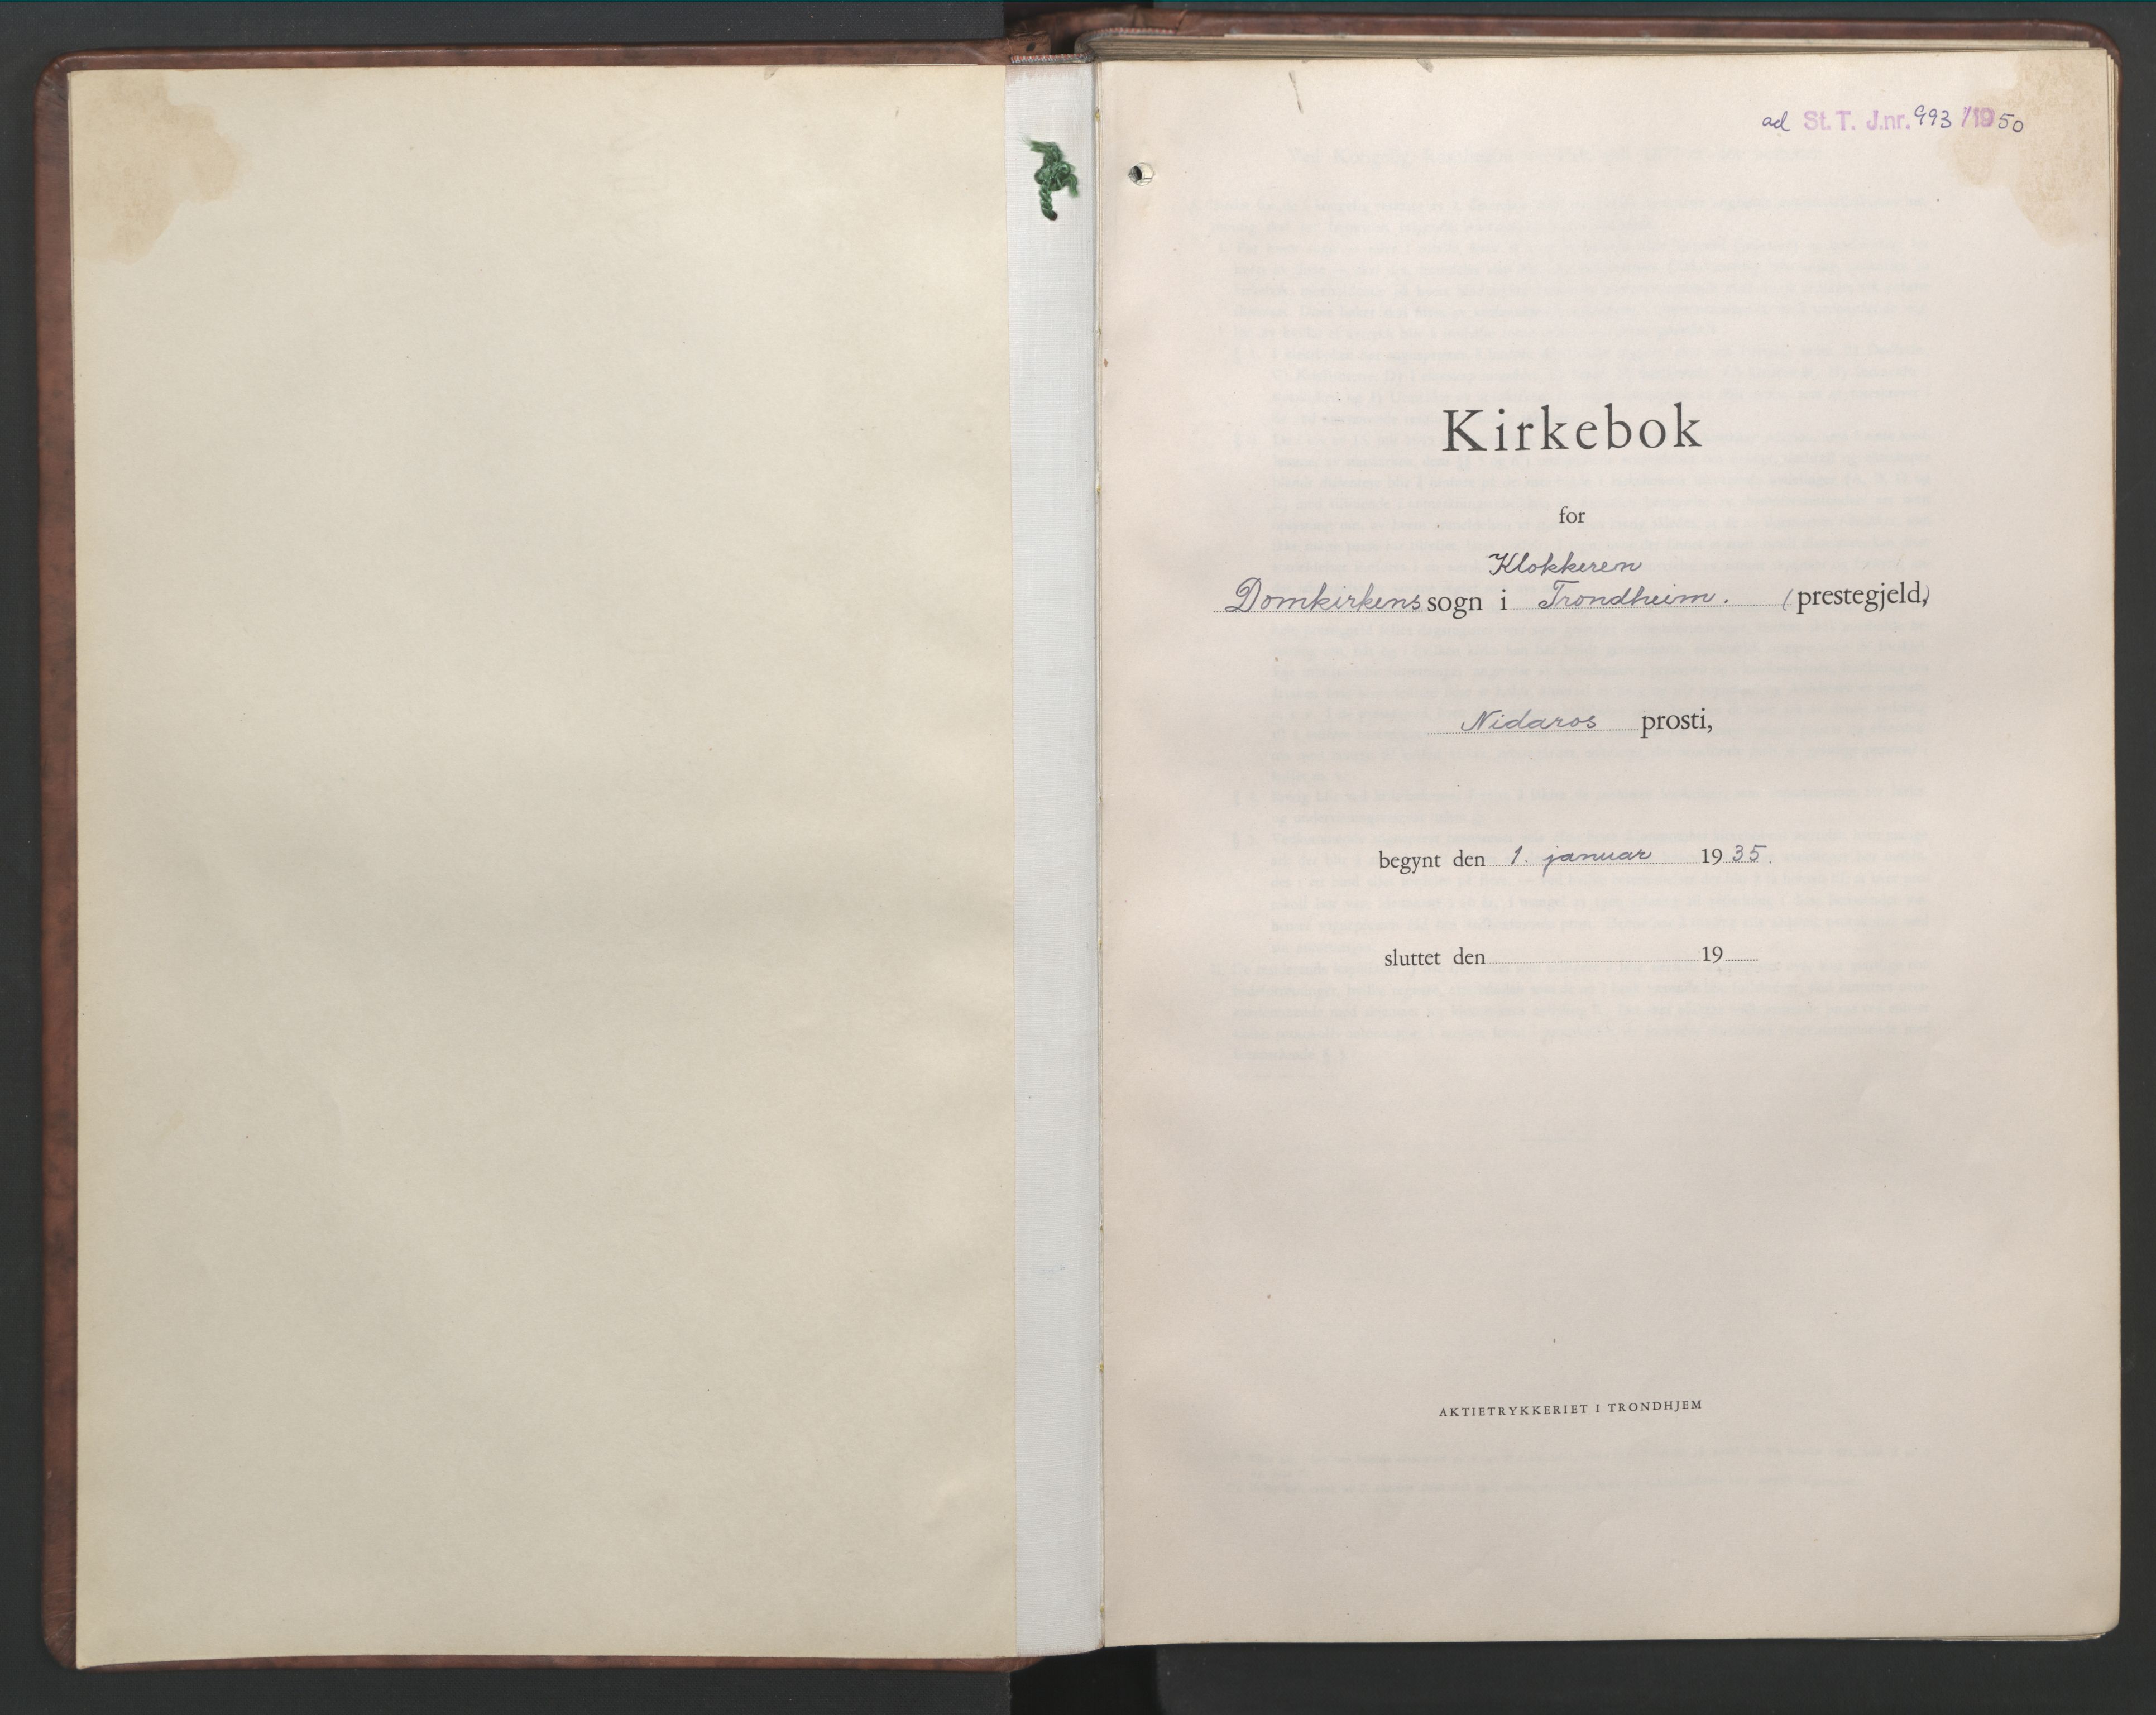 ad St. T. J.nr. 993 /1950
Kirkebok
for
Klokkeren
Domkirkens sogn i Trondheim. (prestegjeld,)
Nidaros prosti,
begynt den 1. januar 1935.
sluttet den 19
AKTIETRYKKERIET I TRONDHJEM